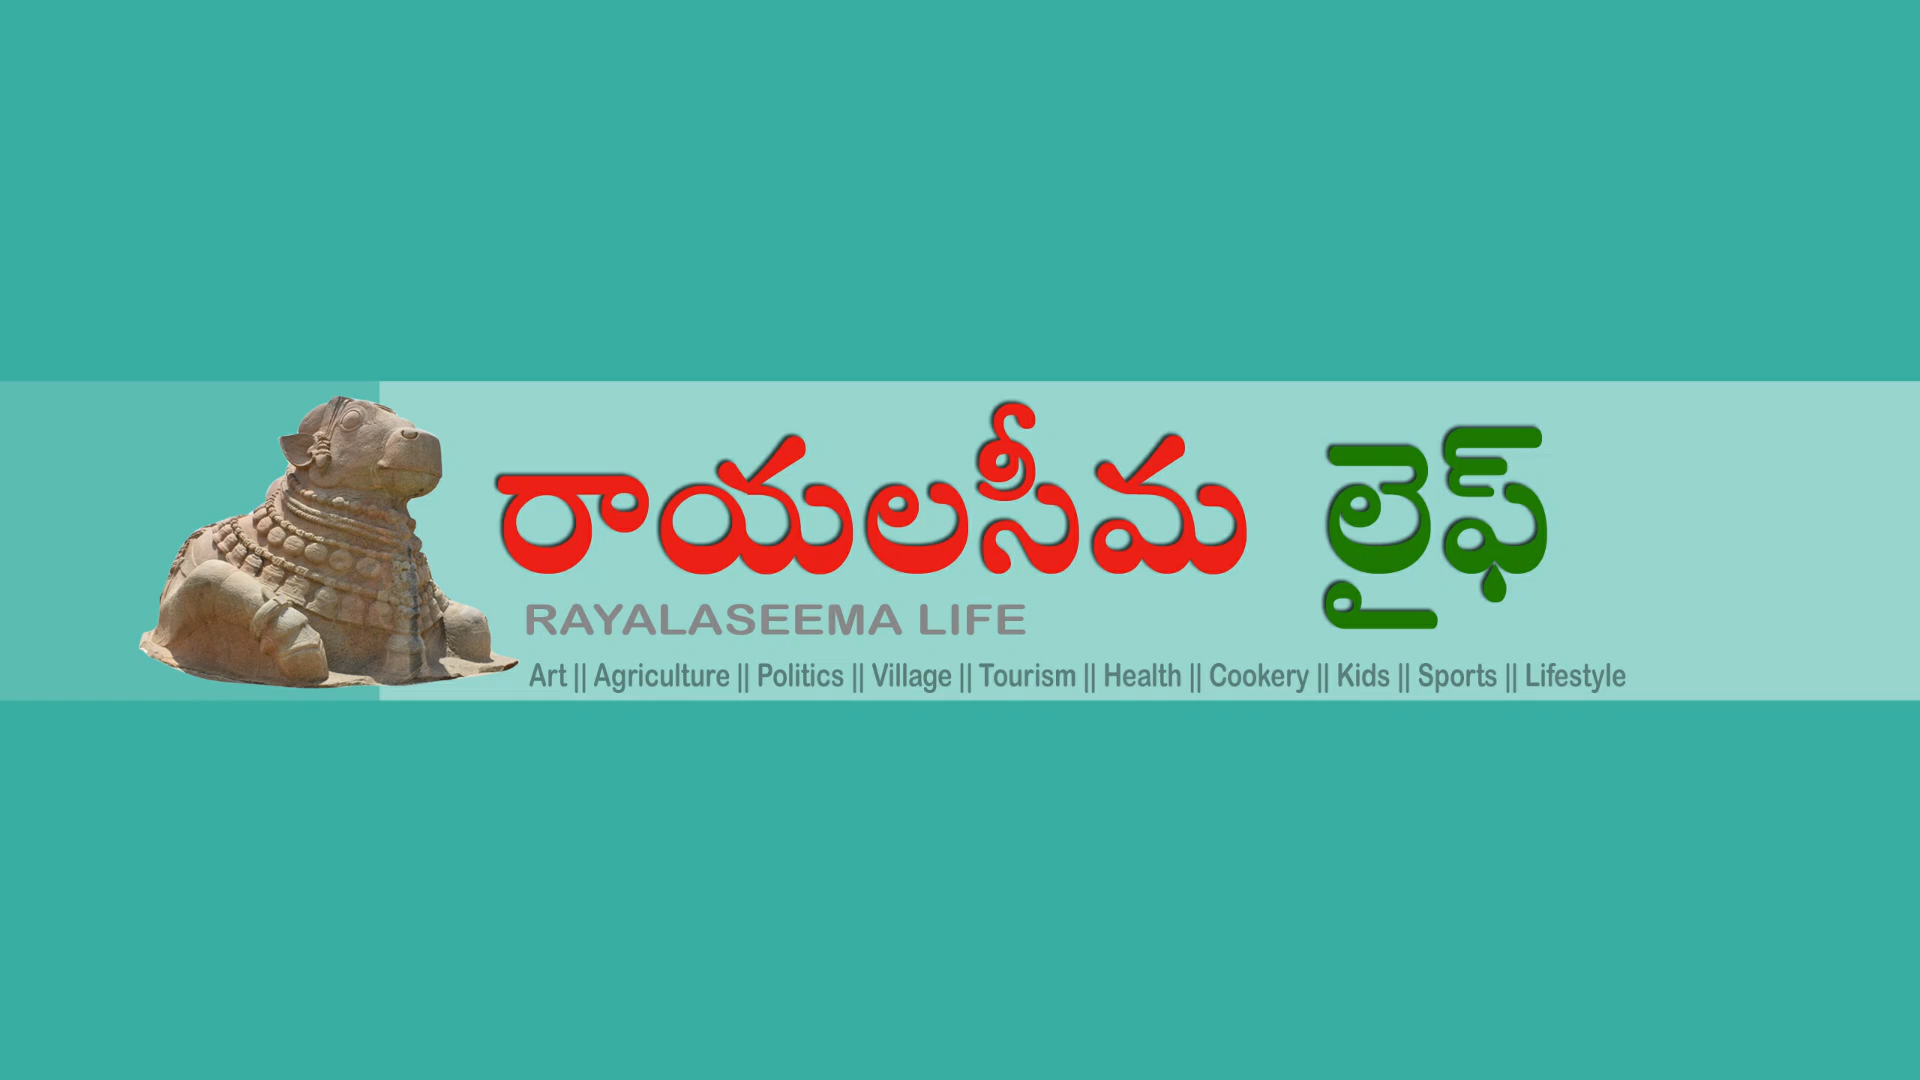 రాయలసీమ లైఫ్
RAYALASEEMA LIFE
Art || Agriculture || Politics || Village || Tourism || Health || Cookery || Kids || Sports || Lifestyle